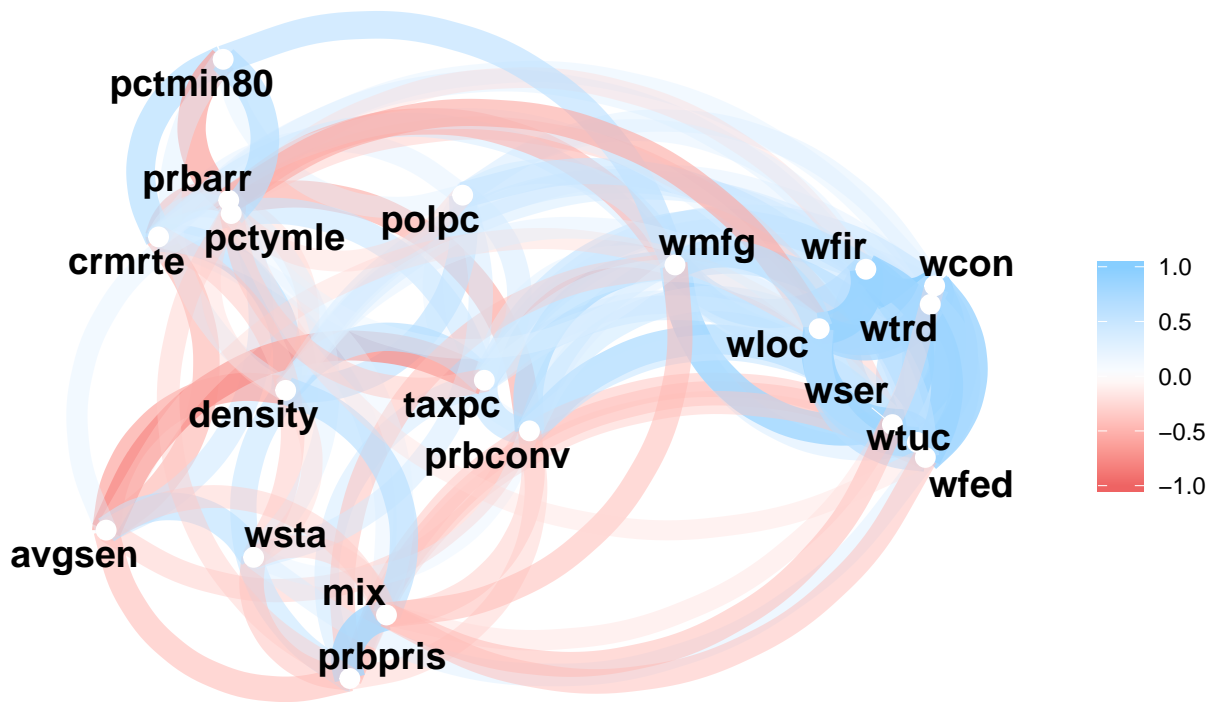 pctmin80
prbarr
polpc
pctymle
crmrte
wmfg
wfir
wcon
wloc
wtrd
wser
density
taxpc
prbconv
wtuc
wfed
avgsen
wsta
mix
prbpris
1.0
0.5
0.0
−0.5
−1.0